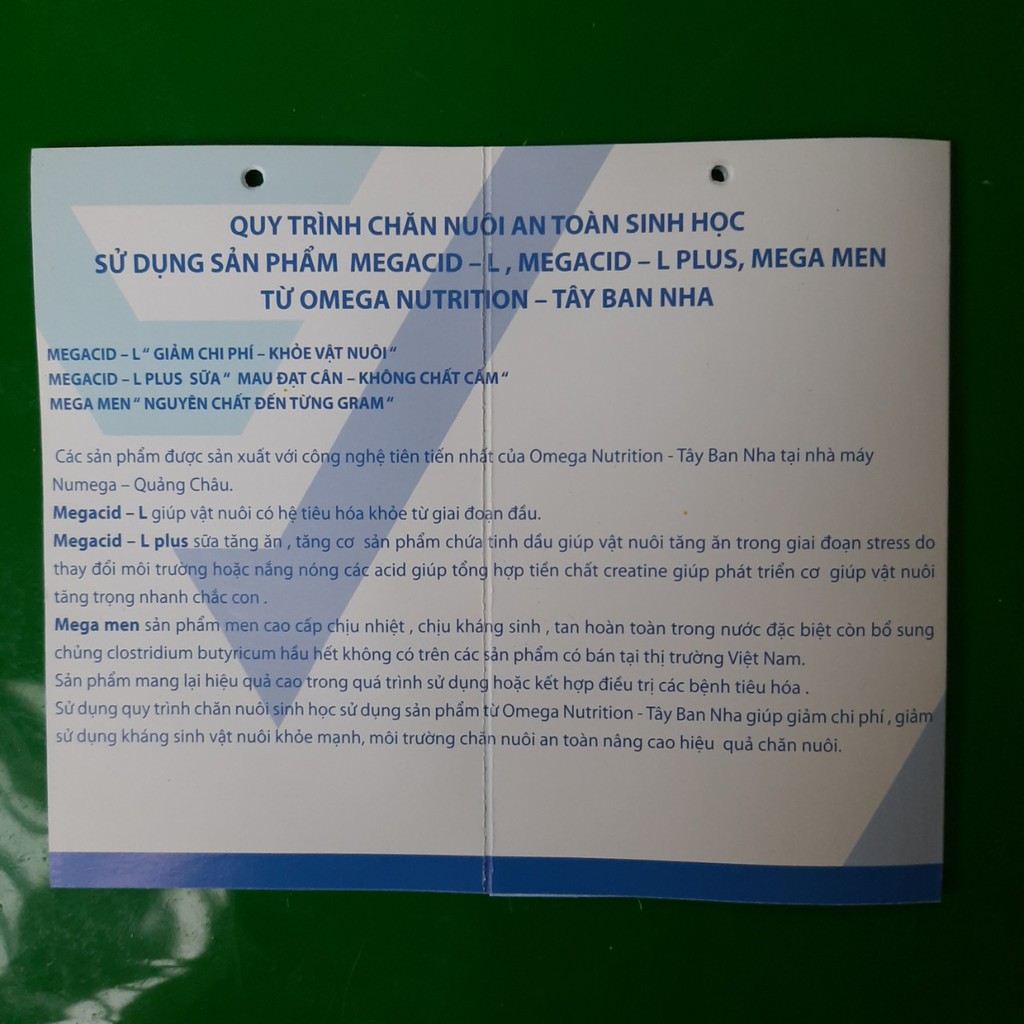 QUY TRÌNH CHĂN NUÔI AN TOÀN SINH HỌC
SỬ DỤNG SẢN PHẨM MEGACID – L , MEGACID – L PLUS, MEGA MEN
TỪ OMEGA NUTRITION – TÂY BAN NHA
MEGACID – L “ GIẢM CHI PHÍ – KHỎE VẬT NUÔI “
MEGACID – L PLUS SỮA “ MAU ĐẠT CÂN – KHÔNG CHẤT CẤM “
MEGA MEN “ NGUYÊN CHẤT ĐẾN TỪNG GRAM “
Các sản phẩm được sản xuất với công nghệ tiên tiến nhất của Omega Nutrition - Tây Ban Nha tại nhà máy
Numega – Quảng Châu.
Megacid – L giúp vật nuôi có hệ tiêu hóa khỏe từ giai đoạn đầu.
Megacid – L plus sữa tăng ăn , tăng cơ sản phẩm chứa tinh dầu giúp vật nuôi tăng ăn trong giai đoạn stress do
thay đổi môi trường hoặc nắng nóng các acid giúp tổng hợp tiền chất creatine giúp phát triển cơ giúp vật nuôi
tăng trọng nhanh chắc con .
Mega men sản phẩm men cao cấp chịu nhiệt , chịu kháng sinh , tan hoàn toàn trong nước đặc biệt còn bổ sung
chủng clostridium butyricum hầu hết không có trên các sản phẩm có bán tại thị trường Việt Nam.
Sản phẩm mang lại hiệu quả cao trong quá trình sử dụng hoặc kết hợp điều trị các bệnh tiêu hóa .
Sử dụng quy trình chăn nuôi sinh học sử dụng sản phẩm từ Omega Nutrition - Tây Ban Nha giúp giảm chi phí , giảm
sử dụng kháng sinh vật nuôi khỏe mạnh, môi trường chăn nuôi an toàn nâng cao hiệu quả chăn nuôi.